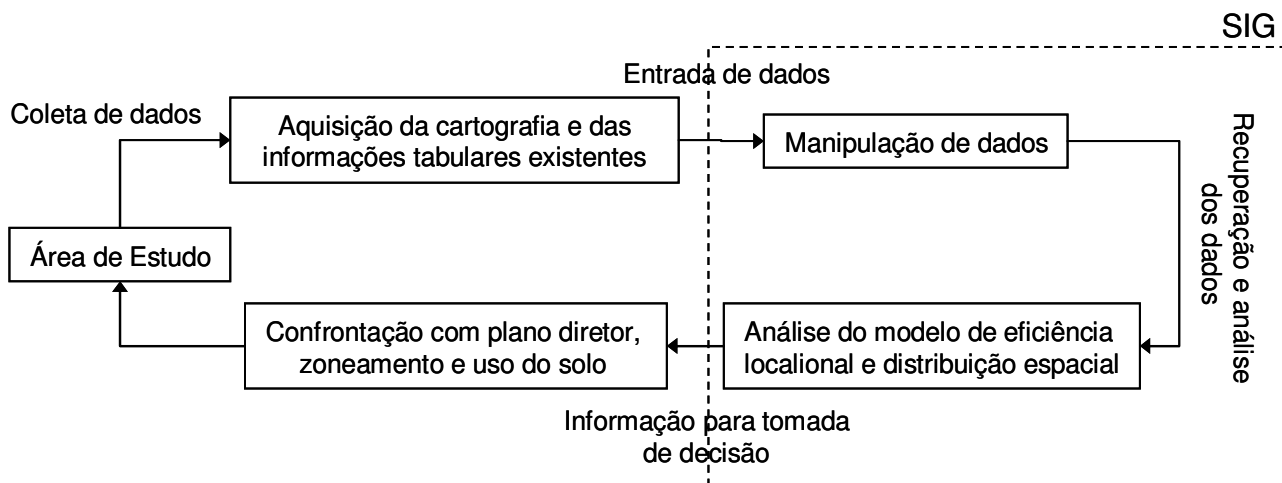 SIG
Entrada de dados
Coleta de dados
Aquisição da cartografia e das
informações tabulares existentes
Manipulação de dados
Recuperação e análise
dos dados
Área de Estudo
Confrontação com plano diretor,
zoneamento e uso do solo
Análise do modelo de eficiência
localional e distribuição espacial
Informação para tomada
de decisão